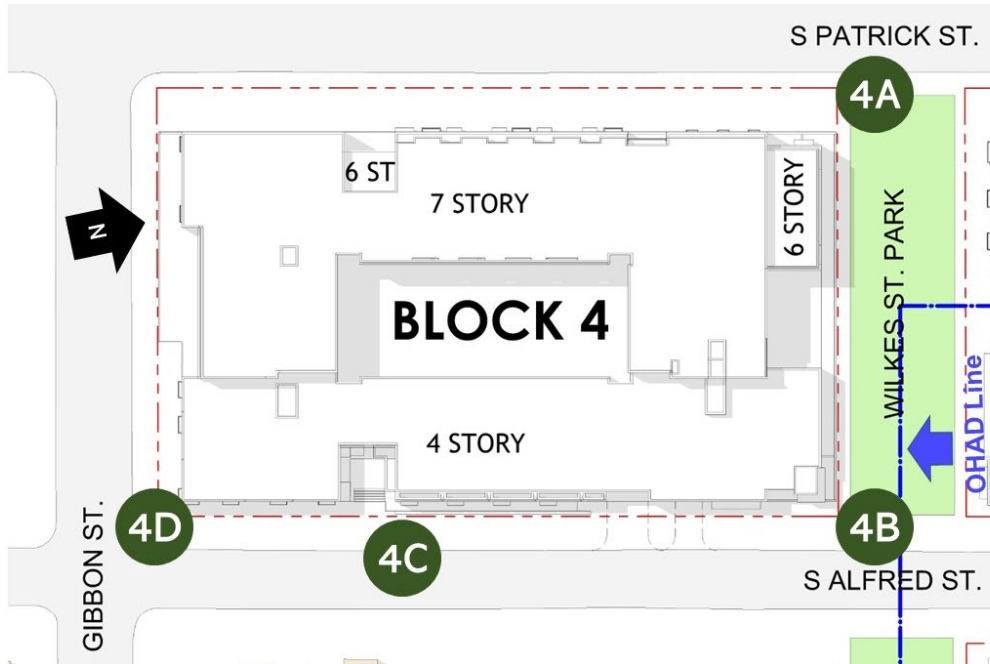 S PATRICK ST.
4A
6 ST
7 STORY
6 STORY
N
BLOCK 4
WILKES ST. PARK
OHAD Line
4 STORY
4D
4C
4B
GIBBON ST.
S ALFRED ST.